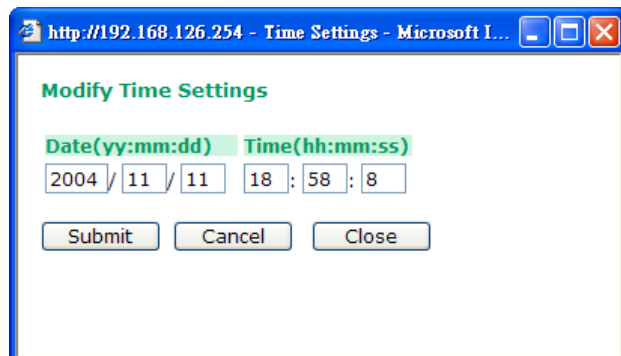 http://192.168.126.254 - Time Settings - Microsoft I...
Modify Time Settings
Date(yy:mm:dd) Time(hh:mm:ss)
2004 / 11 / 11 18 : 58 : 8
Submit Cancel Close